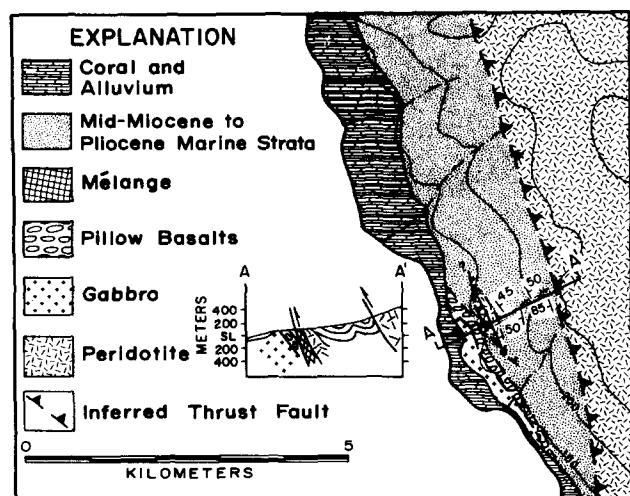 EXPLANATION
Coral and
Alluvium
Mid-Miocene to
Pliocene Marine Strata
Mélange
Pillow Basalts
Gabbro
Peridotite
Inferred Thrust Fault
0 5
KILOMETERS
A A'
METERS
400
200
SL
200
400
45
50
A'
A
50
85